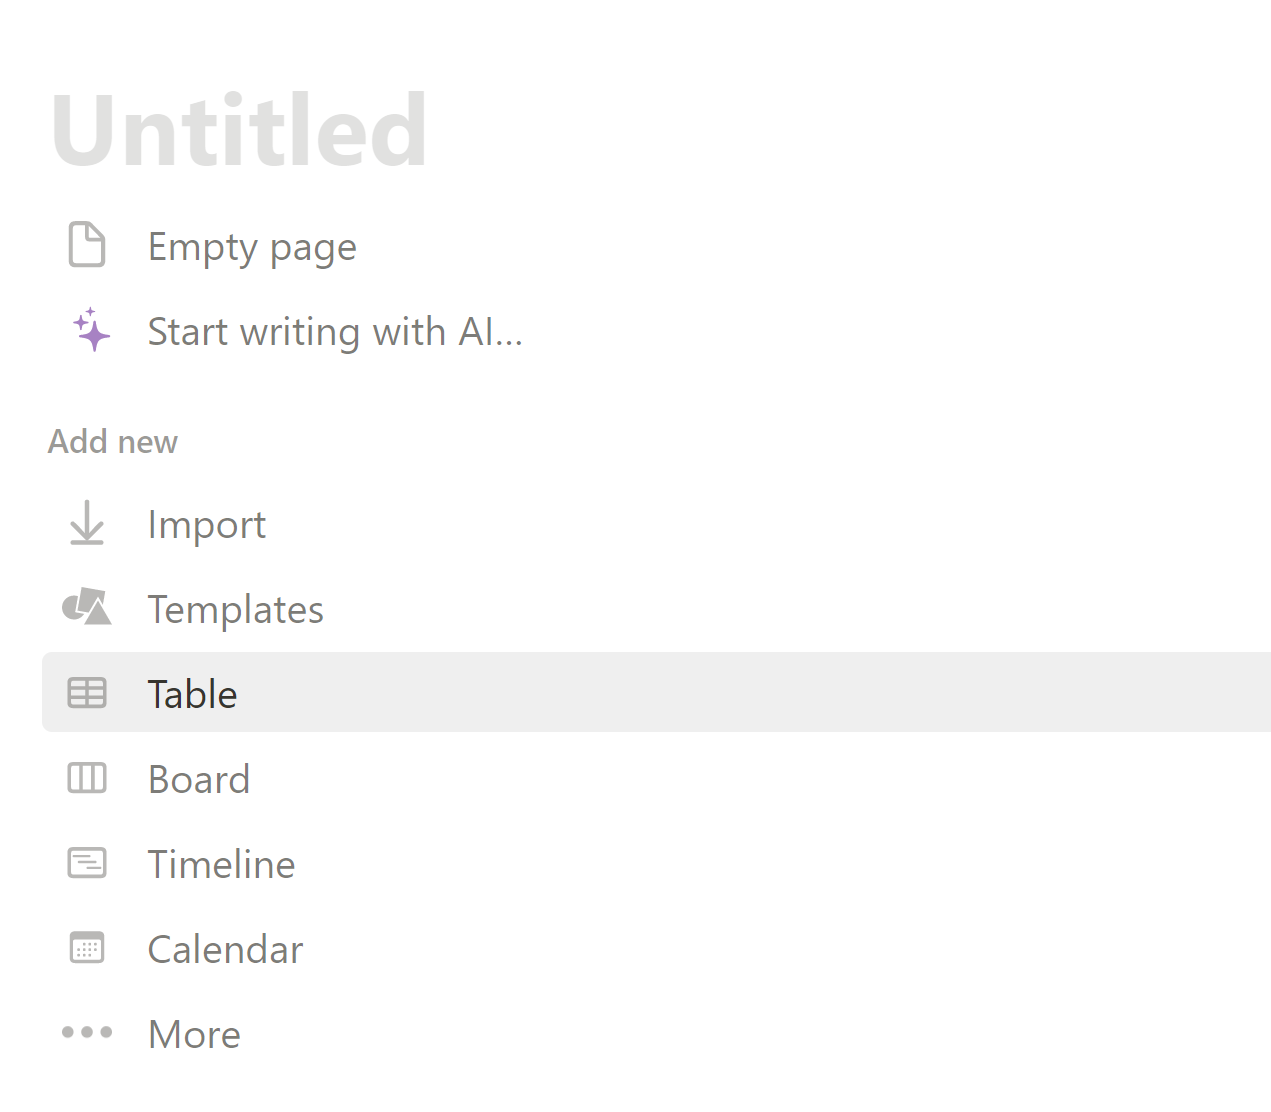 Untitled
Empty page
Start writing with AI...
Add new
Import
Templates
Table
Board
Timeline
Calendar
More